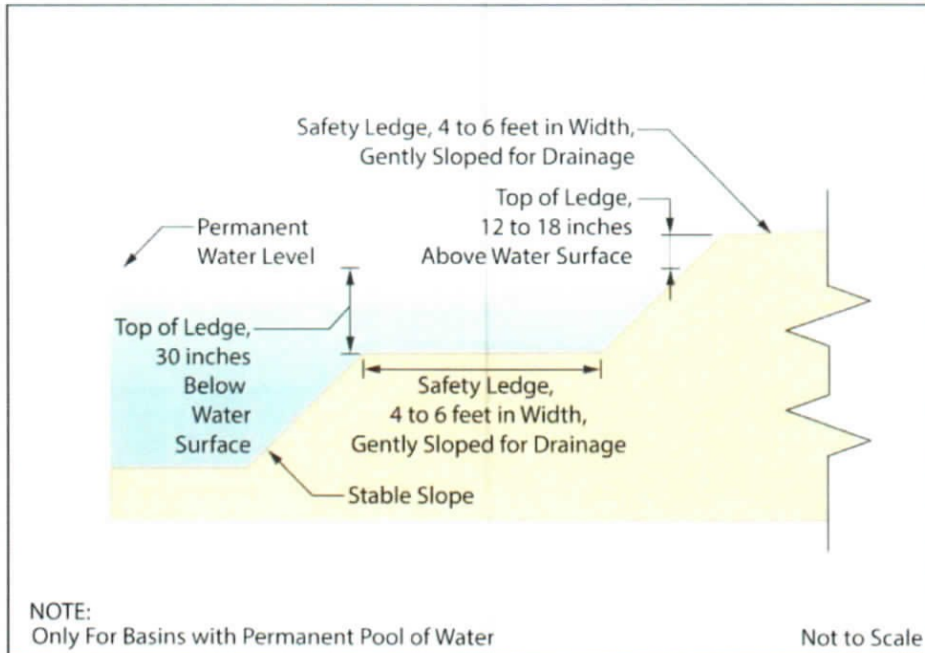 Safety Ledge, 4 to 6 feet in Width,
Gently Sloped for Drainage
Top of Ledge,
12 to 18 inches
Above Water Surface
Permanent
Water Level
Top of Ledge,
30 inches
Below
Water
Surface
Safety Ledge,
4 to 6 feet in Width,
Gently Sloped for Drainage
Stable Slope
NOTE:
Only For Basins with Permanent Pool of Water
Not to Scale